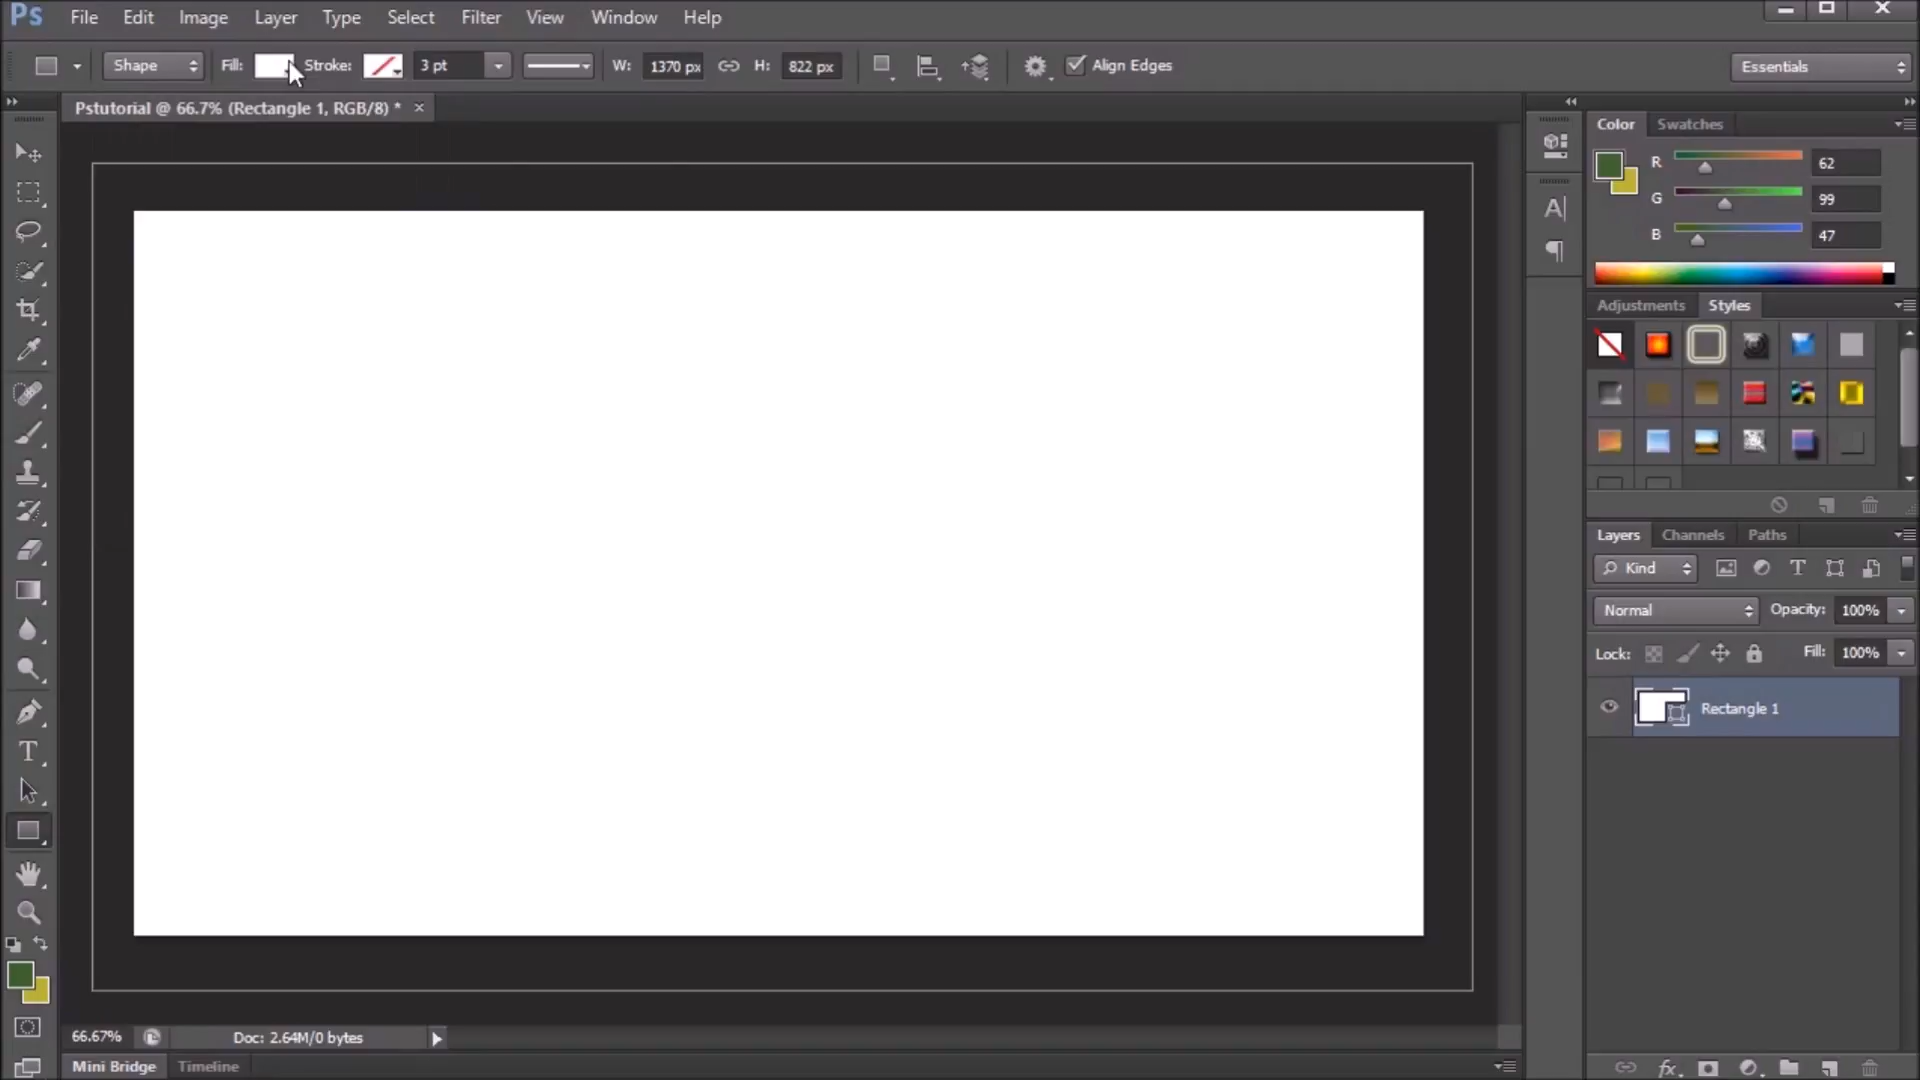 Ps File Edit Image Layer Type Select Filter View Window Help
Shape Fill: Stroke: 3 pt W: 1370 px H: 822 px Align Edges Essentials
Pstutorial @ 66.7% (Rectangle 1, RGB/8) * ×
Color Swatches
R 62
G 99
B 47
Adjustments Styles
Layers Channels Paths
Kind
Normal Opacity: 100%
Lock: Fill: 100%
Rectangle 1
66.67% Doc: 2.64M/0 bytes
Mini Bridge Timeline